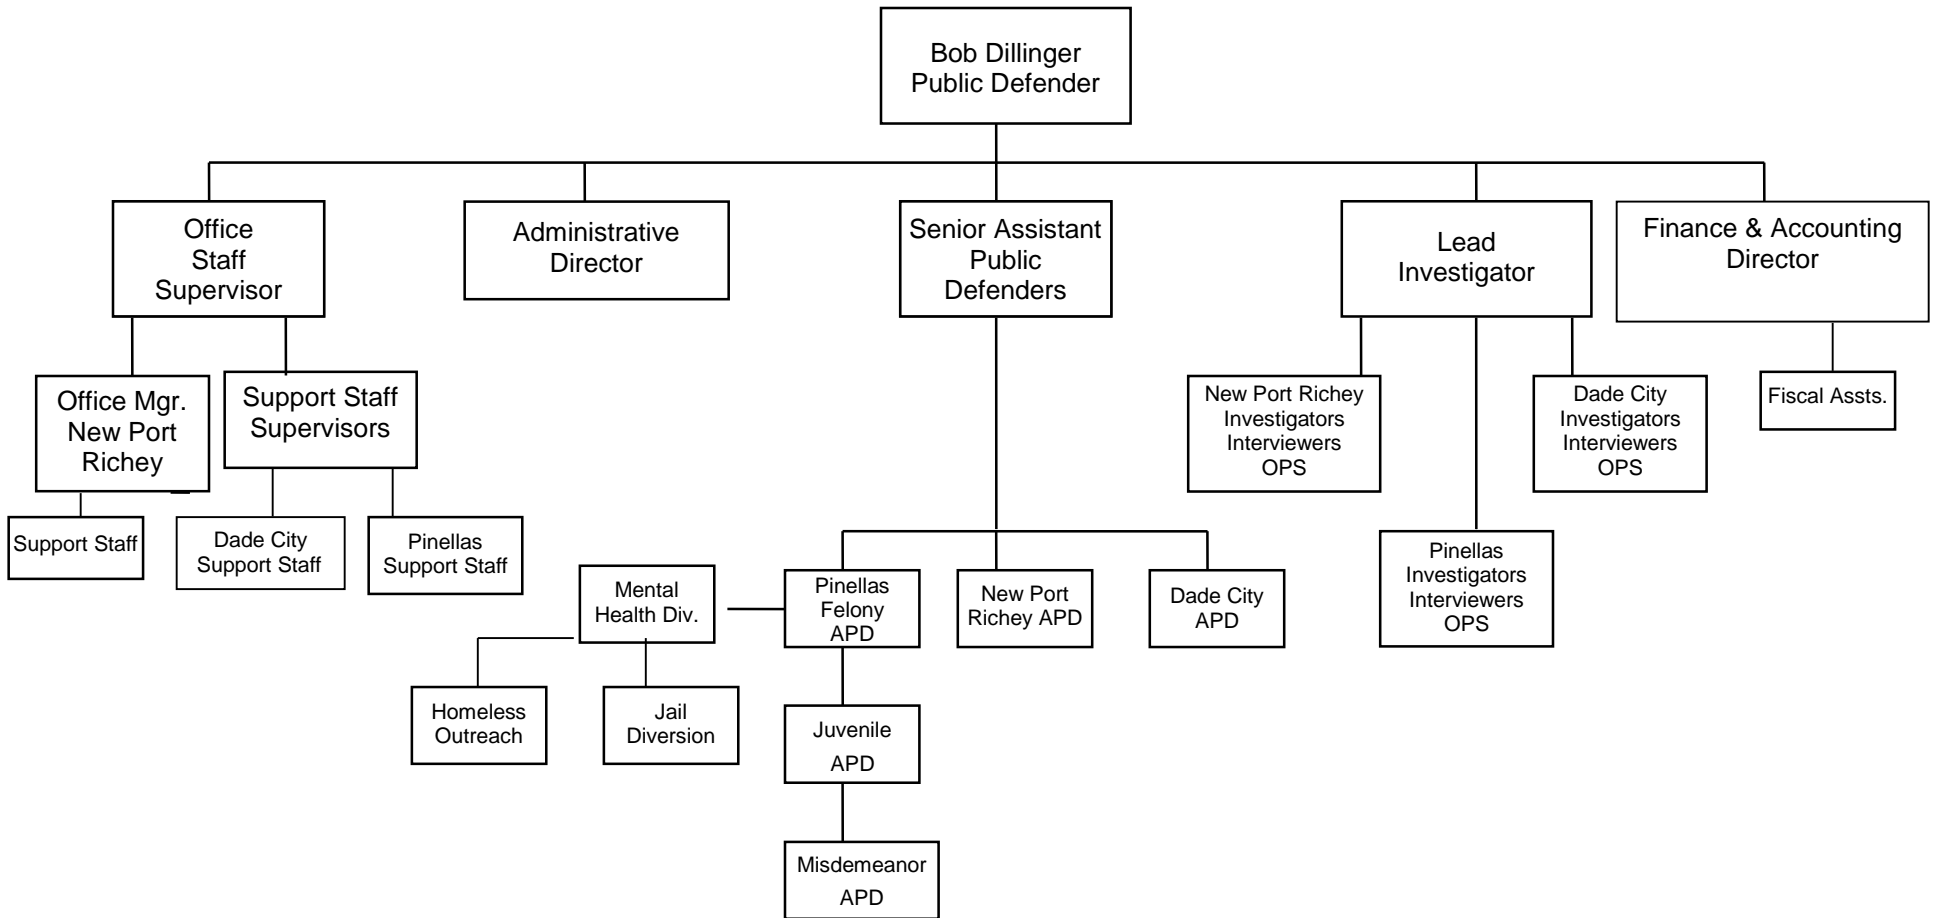 Bob Dillinger
Public Defender
Office
Staff
Supervisor
Administrative
Director
Senior Assistant
Public
Defenders
Lead
Investigator
Finance & Accounting
Director
Office Mgr.
New Port
Richey
Support Staff
Supervisors
New Port Richey
Investigators
Interviewers
OPS
Dade City
Investigators
Interviewers
OPS
Fiscal Assts.
Support Staff
Dade City
Support Staff
Pinellas
Support Staff
Pinellas
Investigators
Interviewers
OPS
Mental
Health Div.
Pinellas
Felony
APD
New Port
Richey APD
Dade City
APD
Homeless
Outreach
Jail
Diversion
Juvenile
APD
Misdemeanor
APD